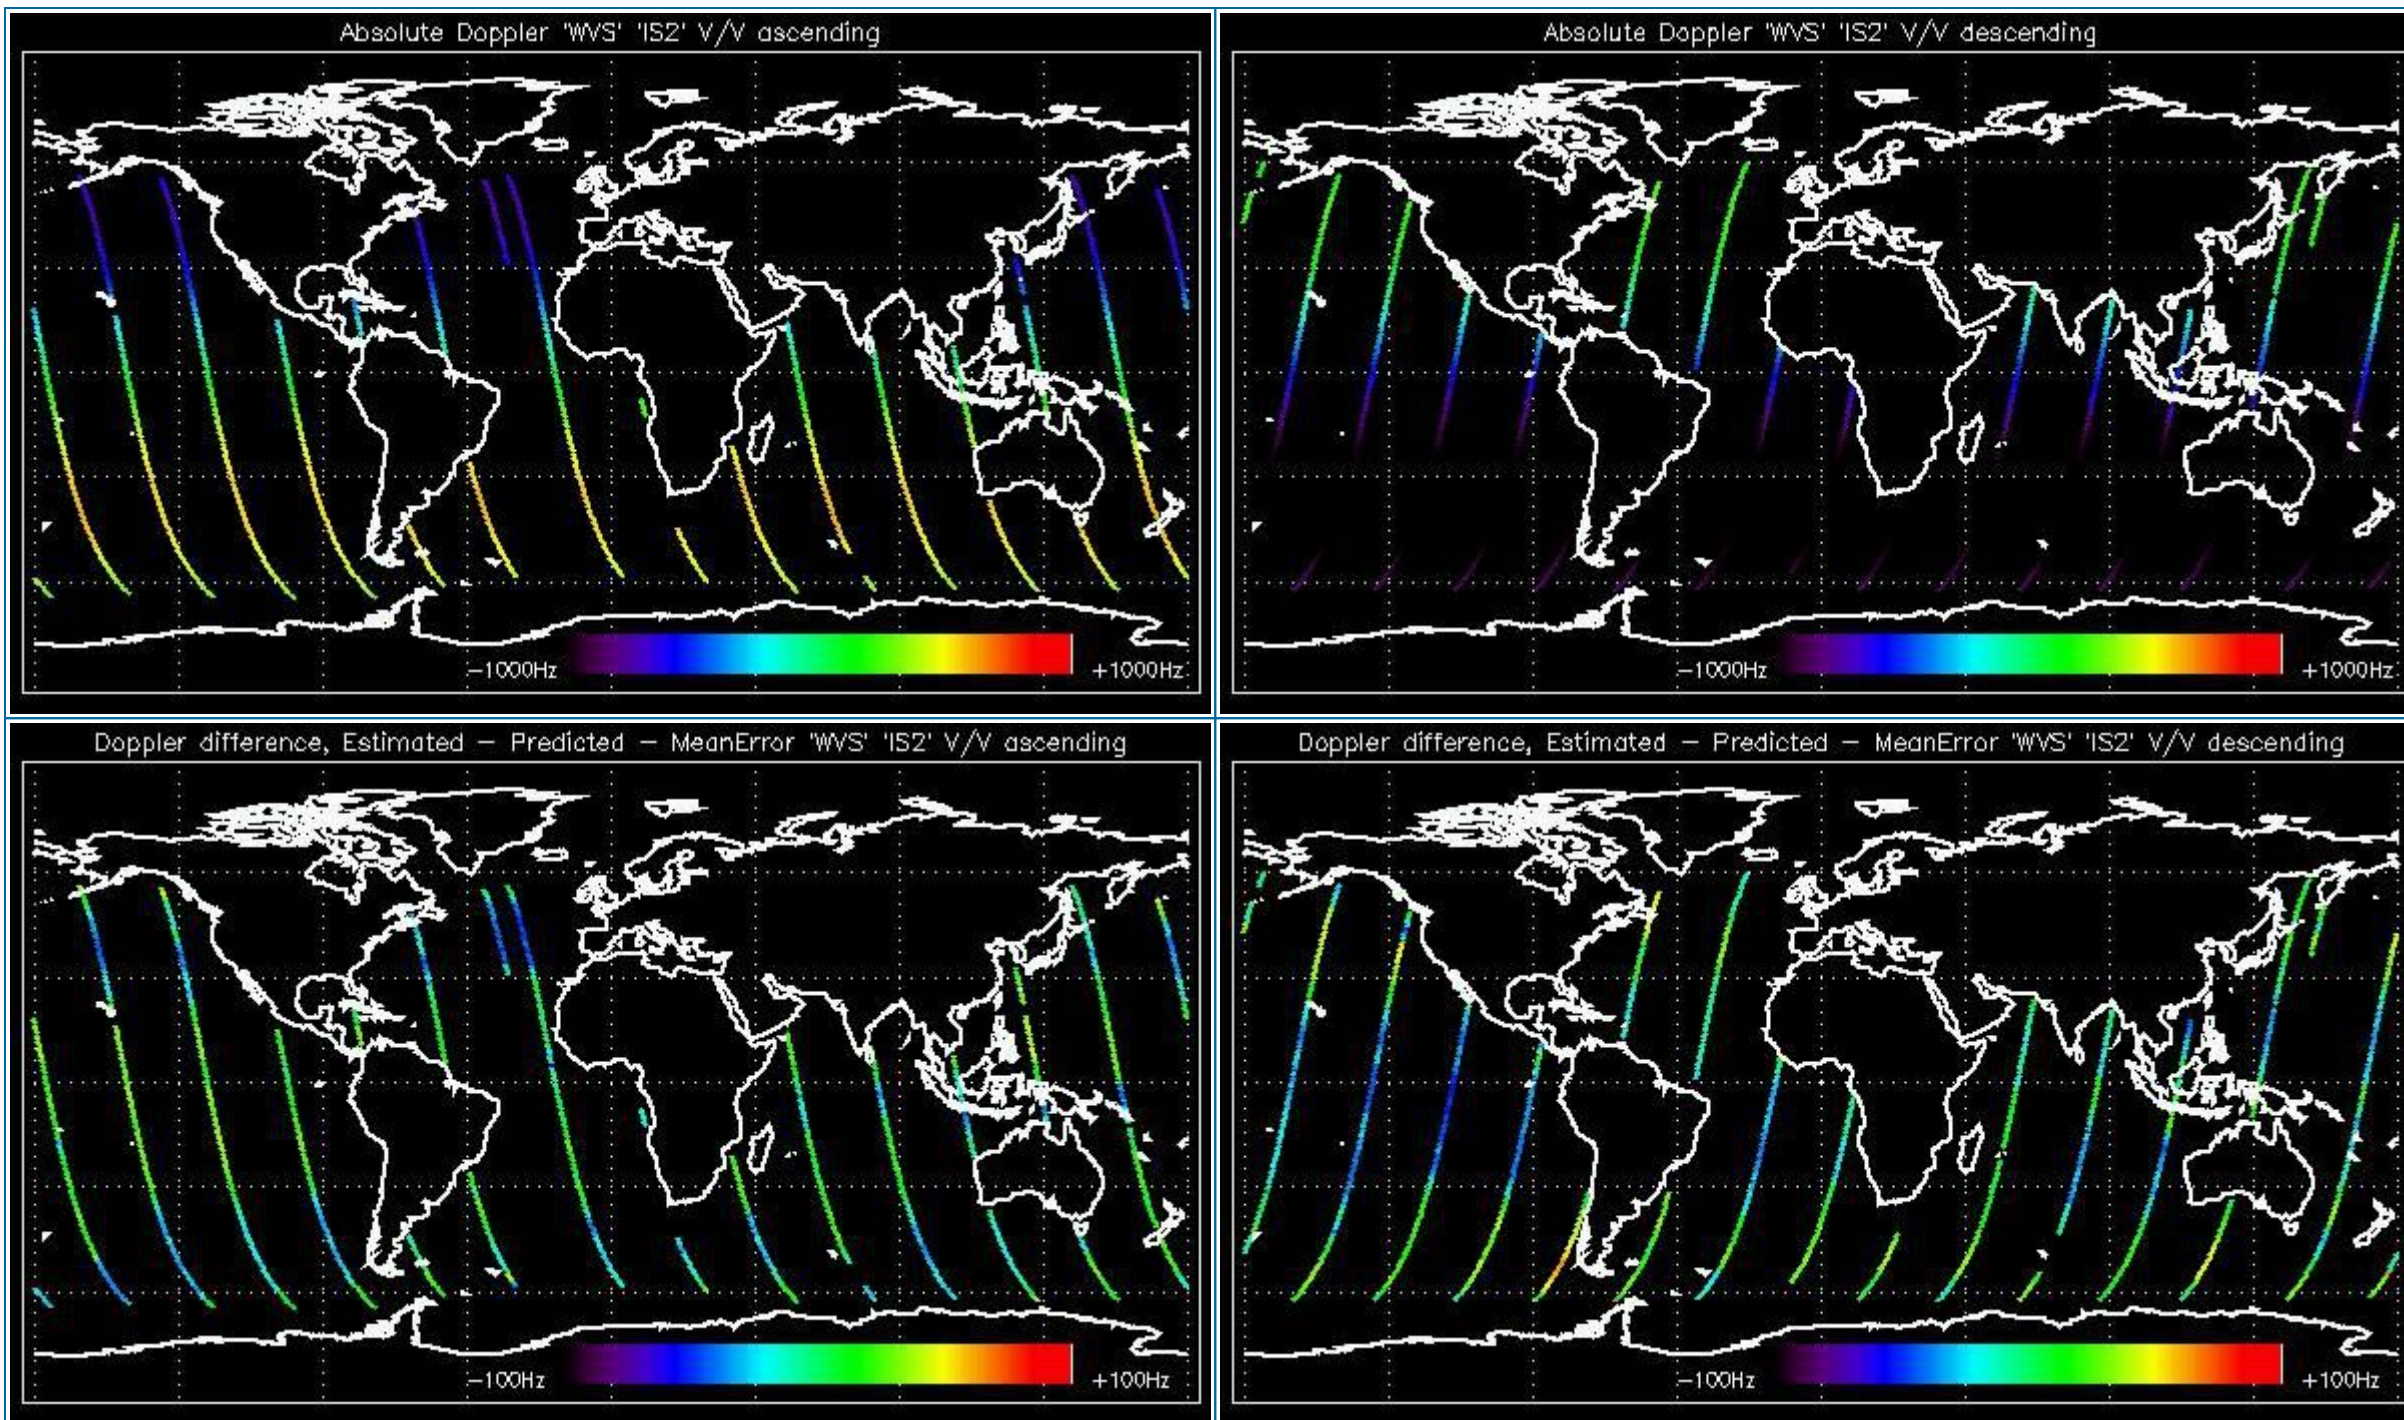 Absolute Doppler 'WVS' 'IS2' V/V ascending
-1000Hz
+1000Hz
Absolute Doppler 'WVS' 'IS2' V/V descending
-1000Hz
+1000Hz
Doppler difference, Estimated - Predicted - MeanError 'WVS' 'IS2' V/V ascending
-100Hz
+100Hz
Doppler difference, Estimated - Predicted - MeanError 'WVS' 'IS2' V/V descending
-100Hz
+100Hz